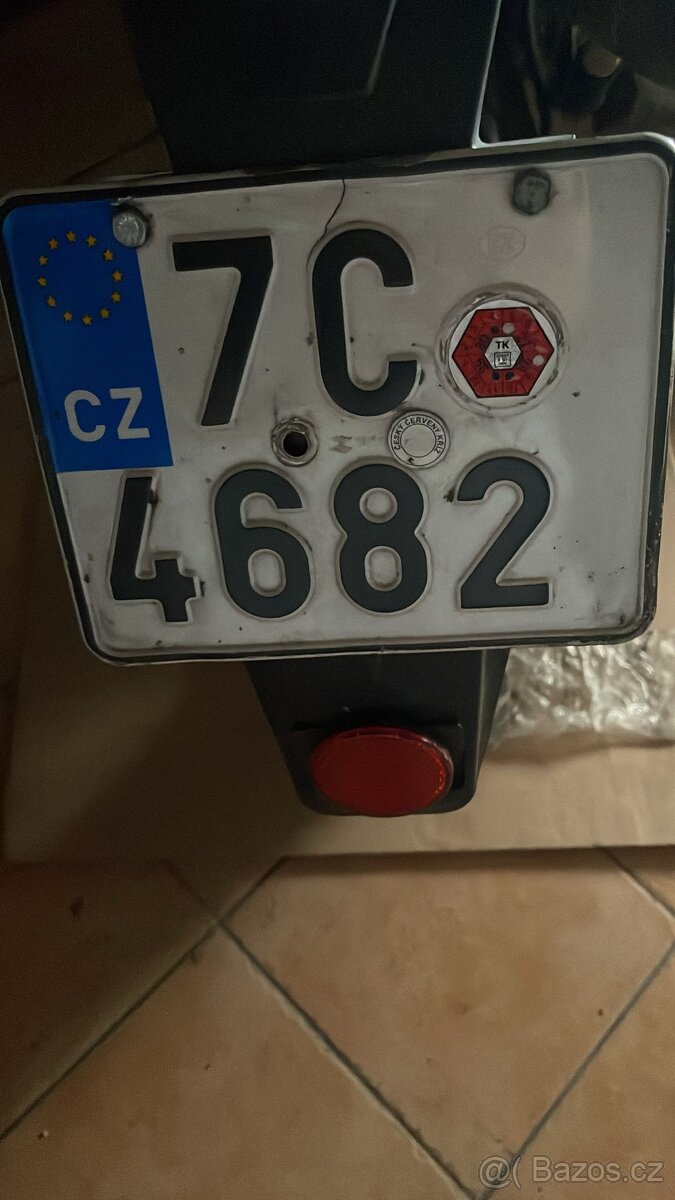 7C
CZ
TK
ČESKÝ ČERVENÝ KŘÍŽ
4682
@ Bazos.cz